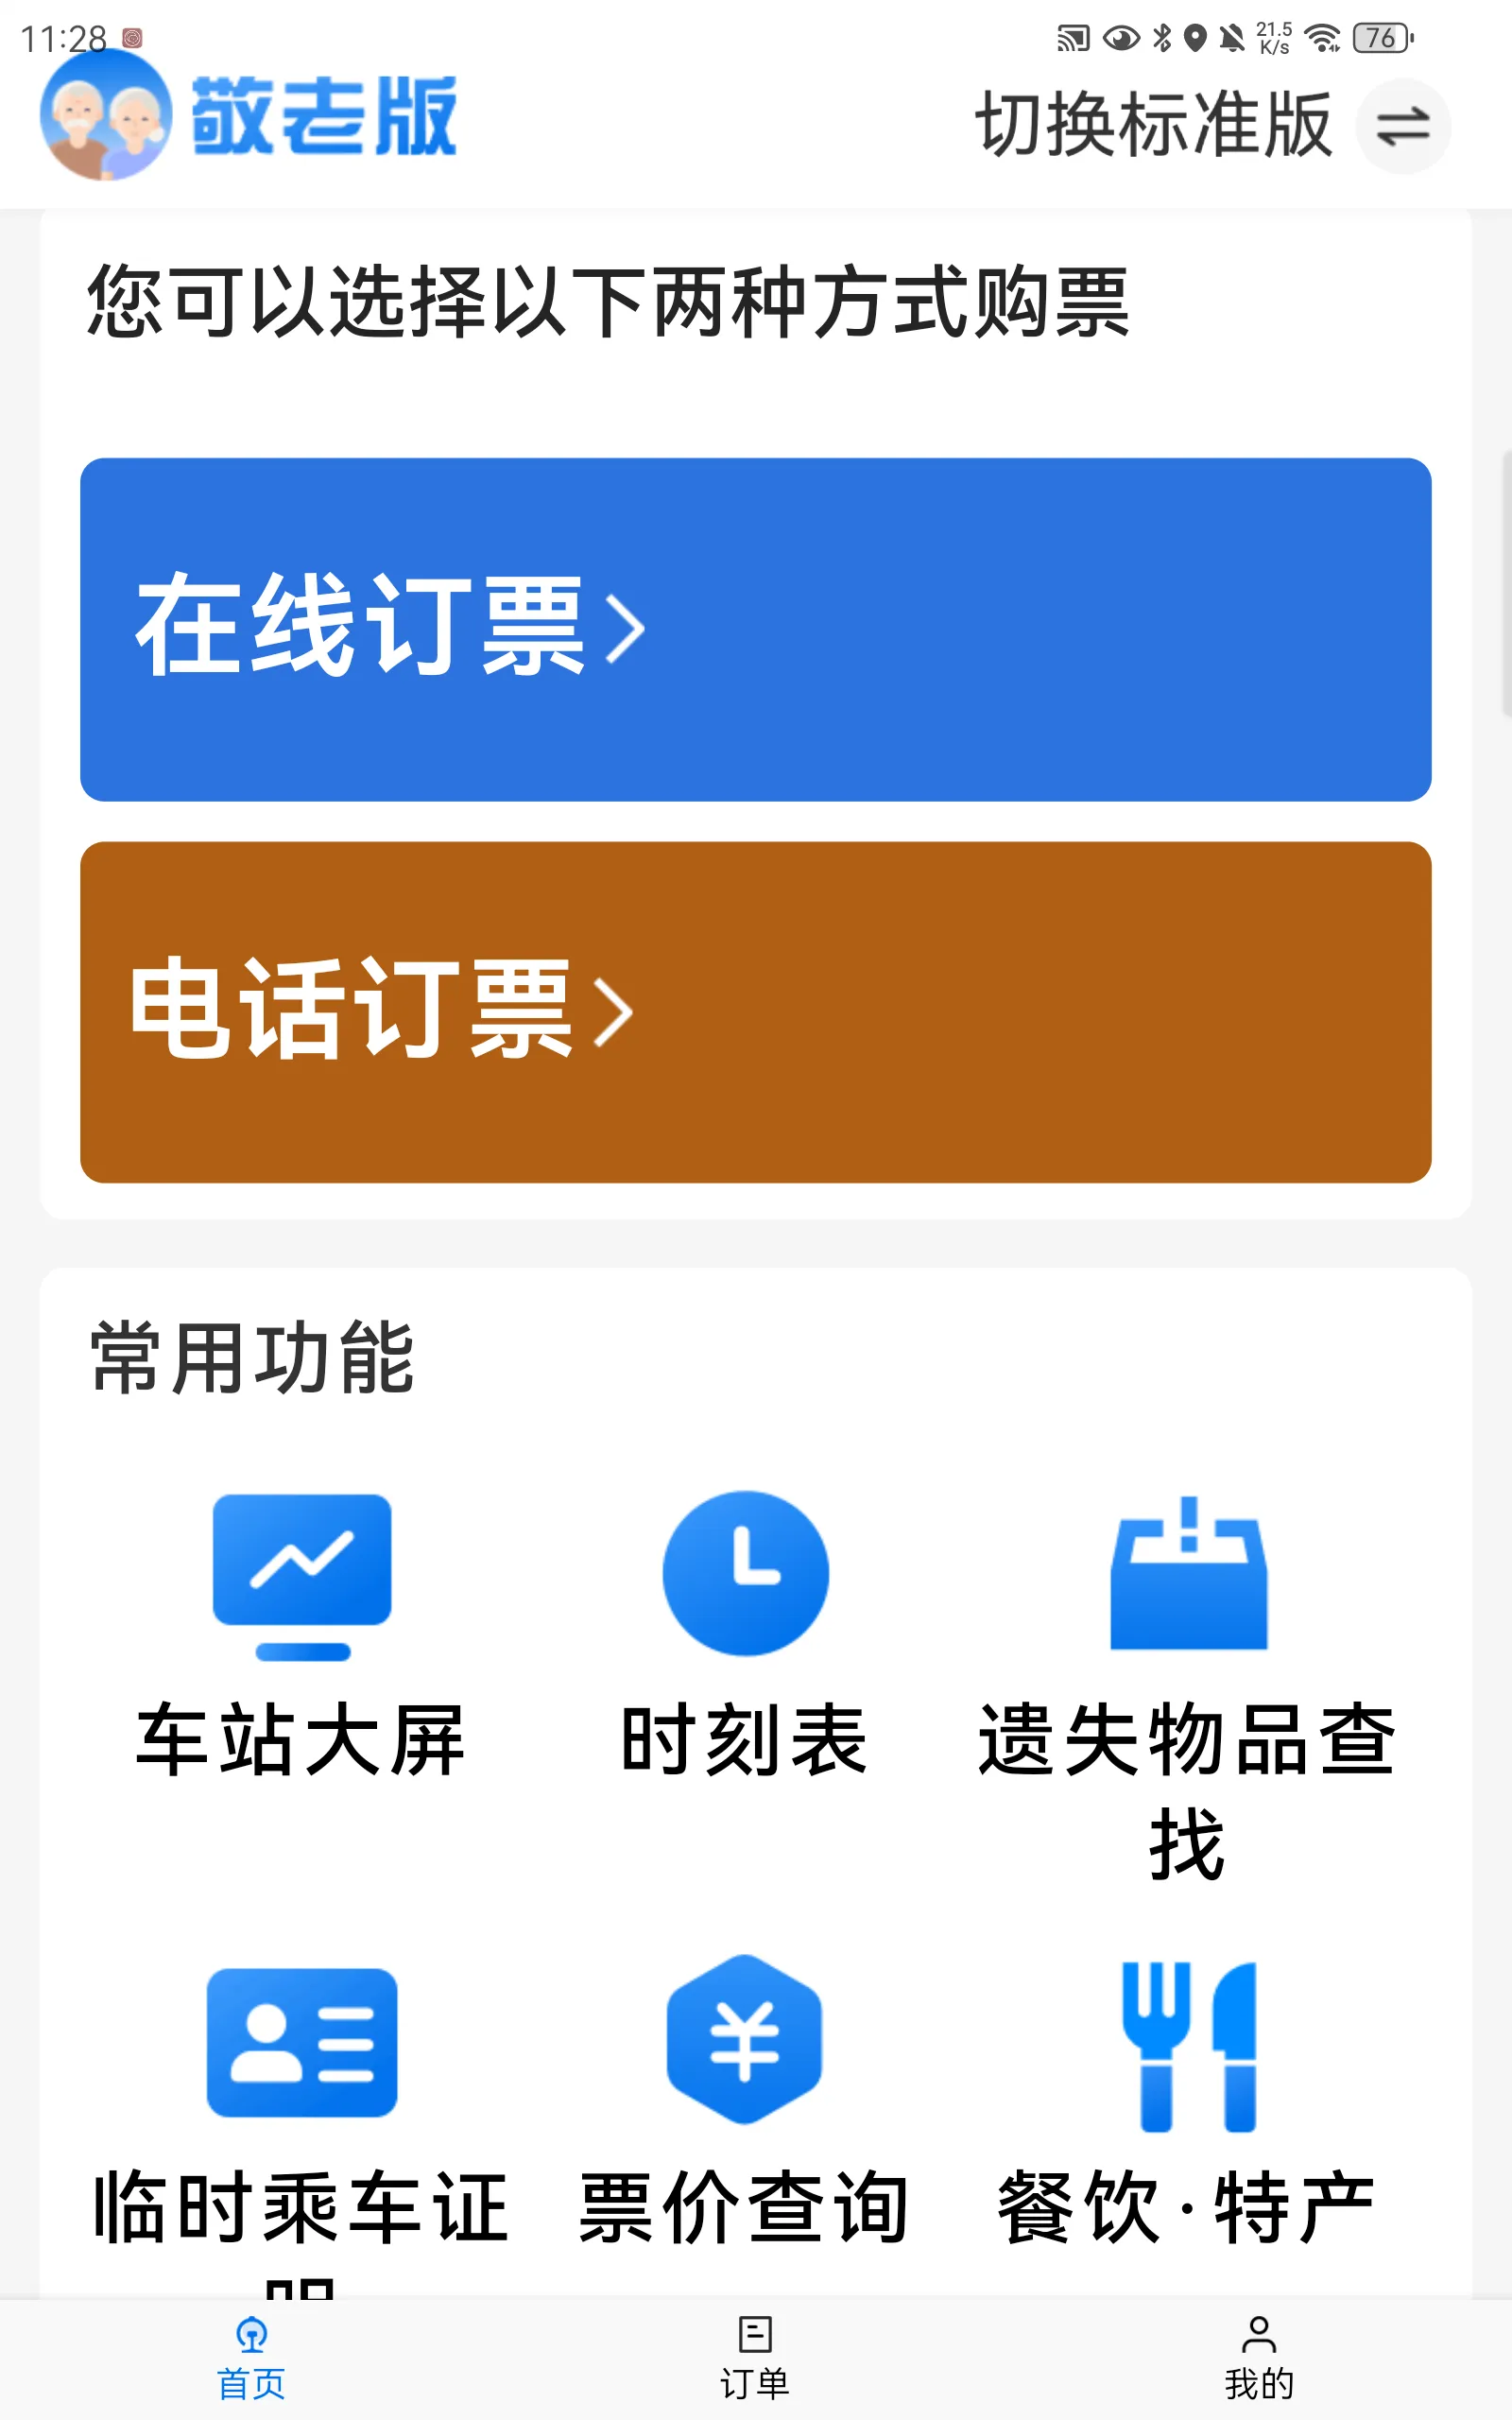 11:28
21.5
K/s
76
敬老版
切换标准版
您可以选择以下两种方式购票
在线订票
电话订票
常用功能
车站大屏
时刻表
遗失物品查
找
临时乘车证
票价查询
餐饮·特产
首页
订单
我的